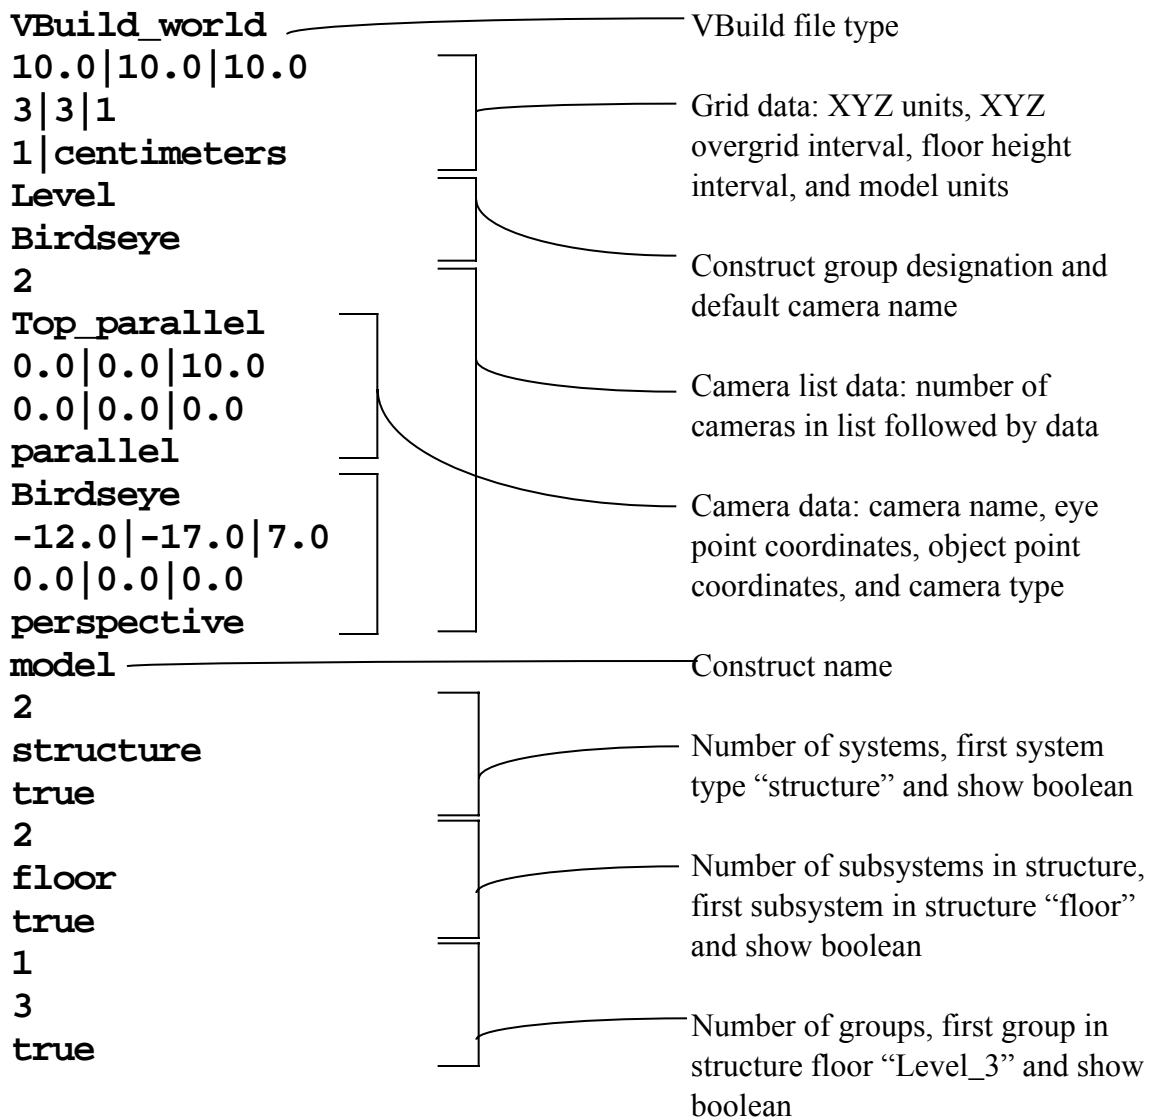 VBuild_world
10.0|10.0|10.0
3|3|1
1|centimeters
Level
Birdseye
2
Top_parallel
0.0|0.0|10.0
0.0|0.0|0.0
parallel
Birdseye
-12.0|-17.0|7.0
0.0|0.0|0.0
perspective
model
2
structure
true
2
floor
true
1
3
true
VBuild file type
Grid data: XYZ units, XYZ
overgrid interval, floor height
interval, and model units
Construct group designation and
default camera name
Camera list data: number of
cameras in list followed by data
Camera data: camera name, eye
point coordinates, object point
coordinates, and camera type
Construct name
Number of systems, first system
type “structure” and show boolean
Number of subsystems in structure,
first subsystem in structure “floor”
and show boolean
Number of groups, first group in
structure floor “Level_3” and show
boolean